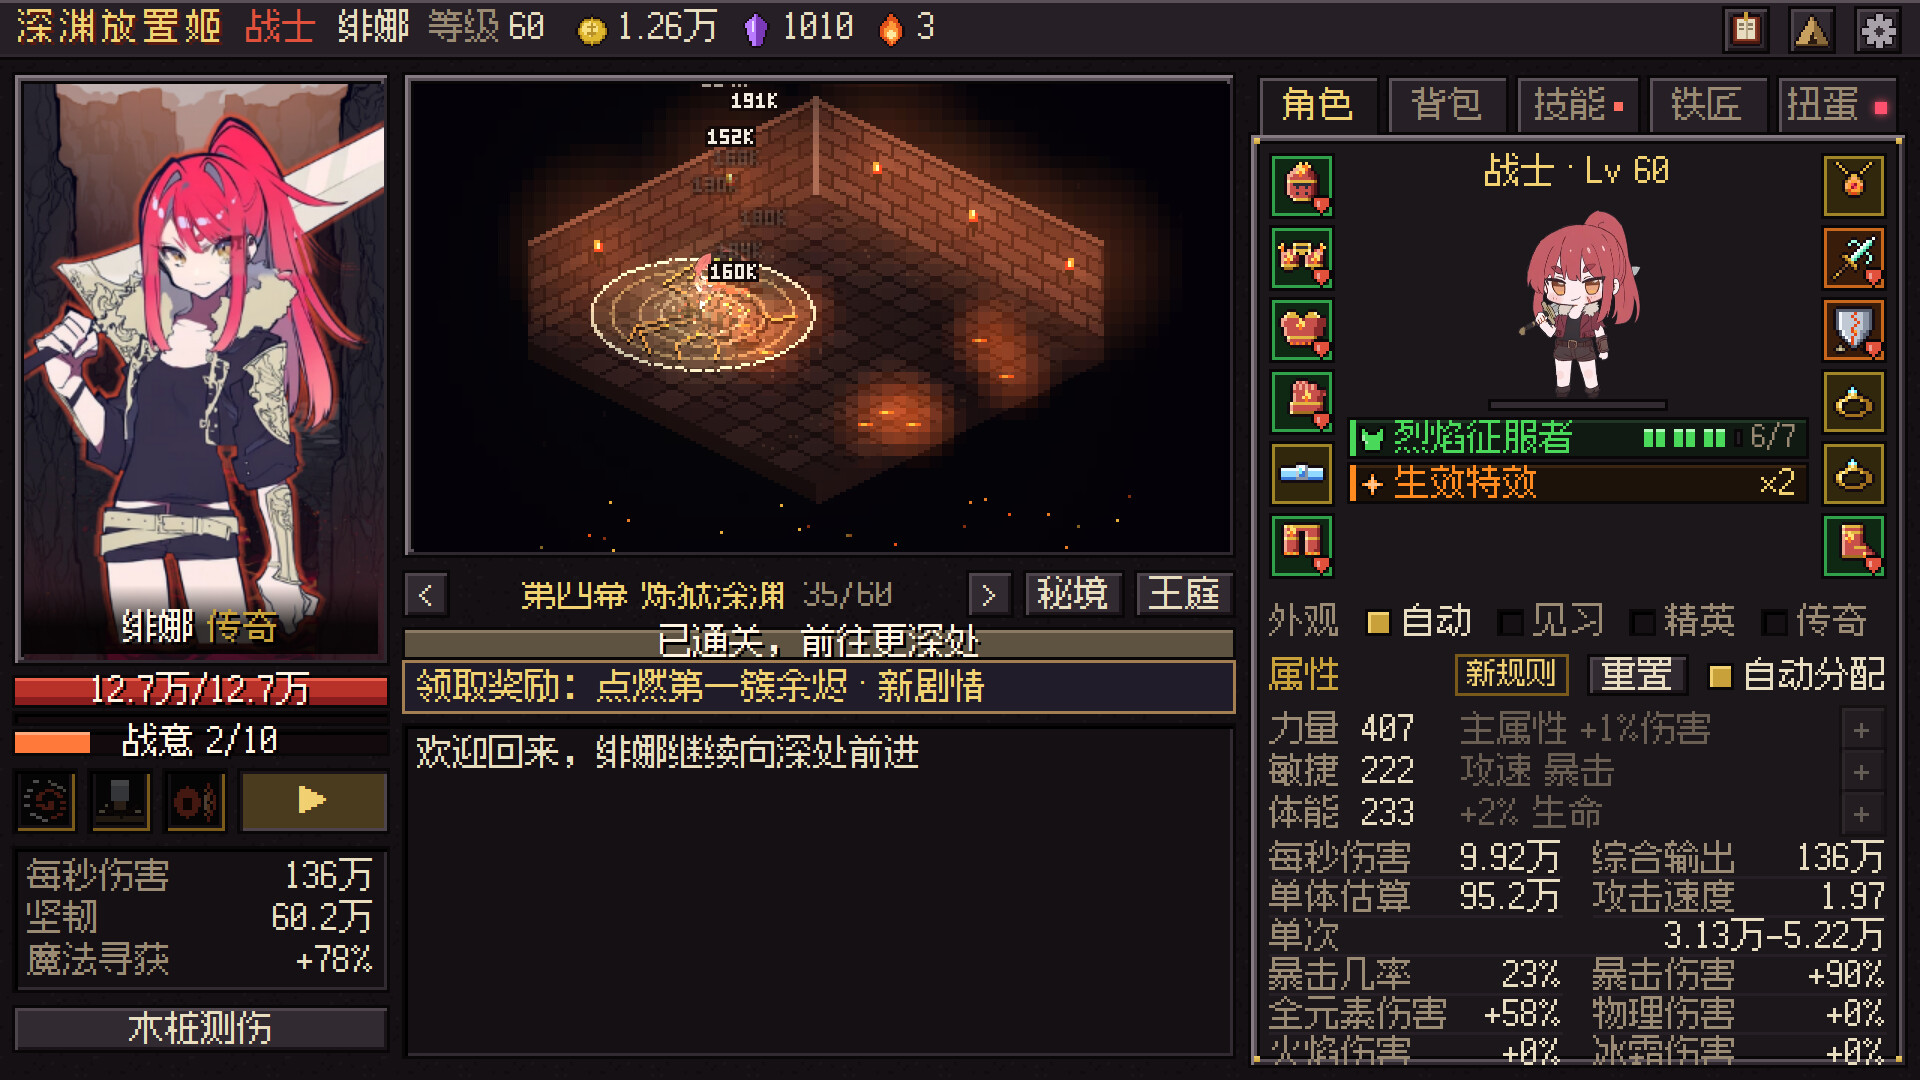 深渊放置姬 战士 绯娜 等级 60 1.26万 1010 3
绯娜 传奇
12.7万/12.7万
战意 2/10
每秒伤害 136万
坚韧 60.2万
魔法寻获 +78%
木桩测伤
191K
152K
160K
< 第四幕 炼狱深渊 35/60 > 秘境 王庭
已通关，前往更深处
领取奖励：点燃第一簇余烬 · 新剧情
欢迎回来，绯娜继续向深处前进
角色 背包 技能 铁匠 扭蛋
战士 · Lv 60
烈焰征服者 6/7
生效特效 ×2
外观 自动 见习 精英 传奇
属性 新规则 重置 自动分配
力量 407 主属性 +1%伤害 +
敏捷 222 攻速 暴击 +
体能 233 +2% 生命 +
每秒伤害 9.92万 综合输出 136万
单体估算 95.2万 攻击速度 1.97
单次 3.13万-5.22万
暴击几率 23% 暴击伤害 +90%
全元素伤害 +58% 物理伤害 +0%
火焰伤害 +0% 冰霜伤害 +0%